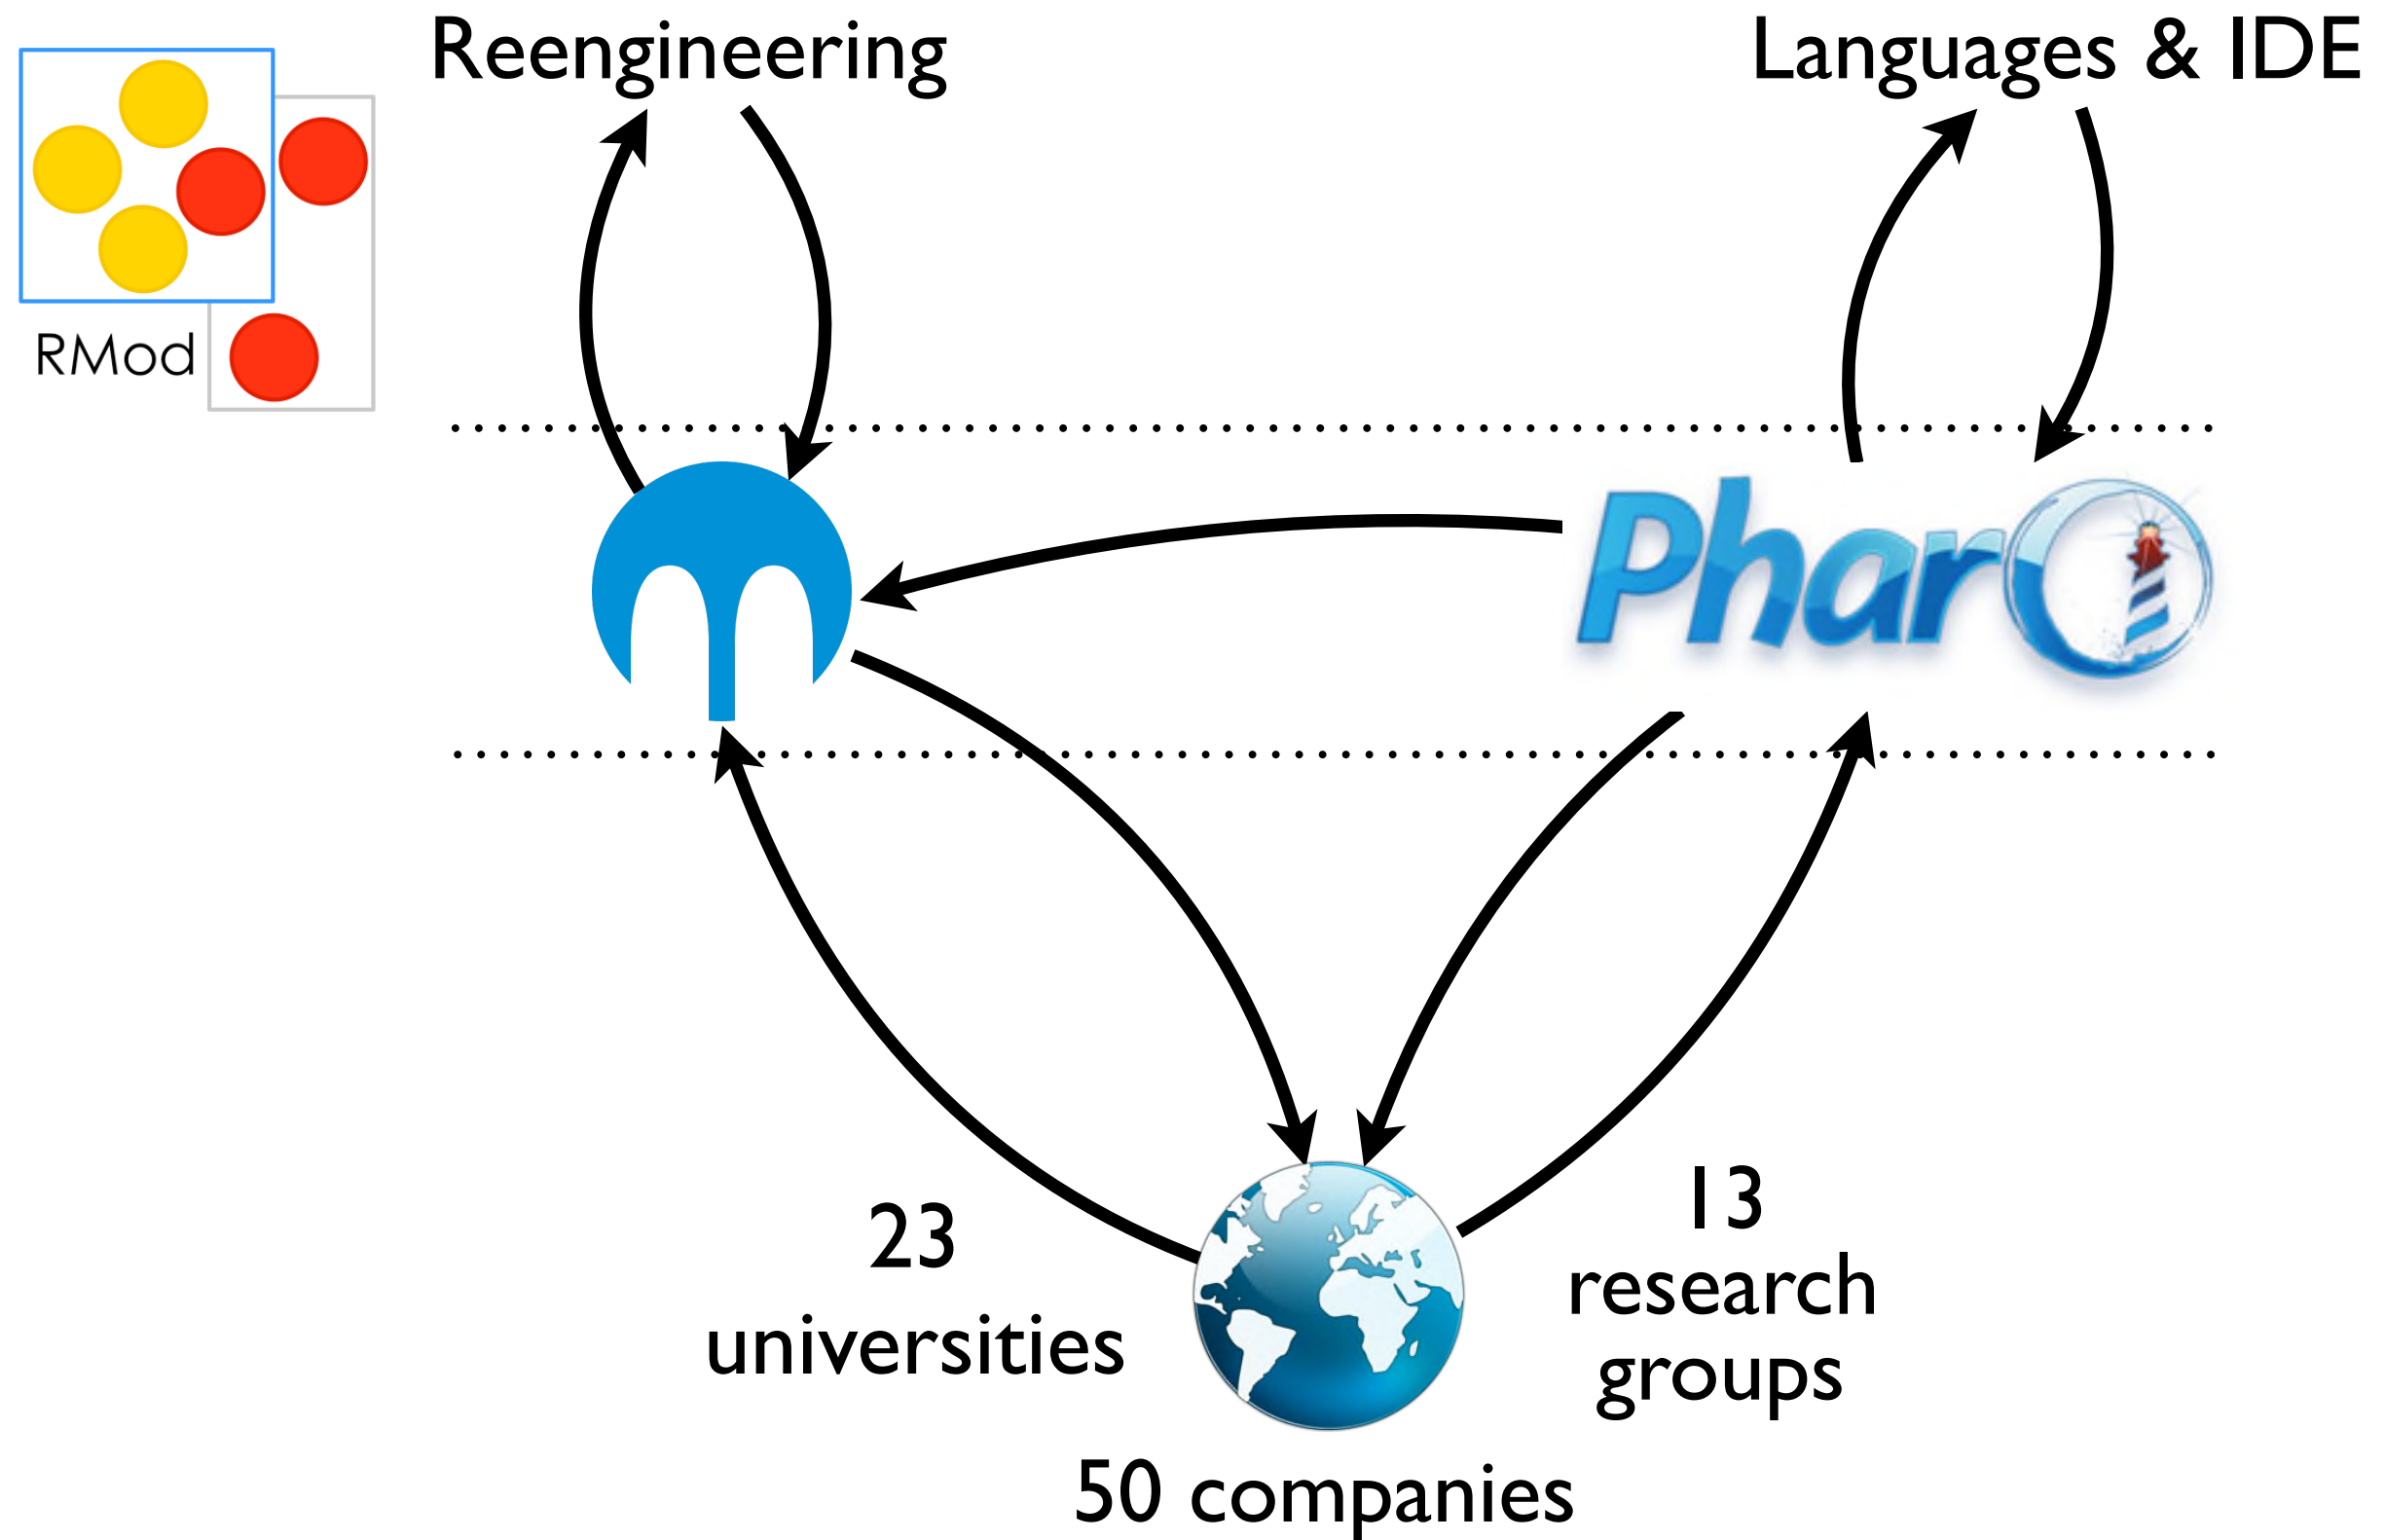 Reengineering
Languages & IDE
RMod
Pharo
23
universities
13
research
groups
50 companies